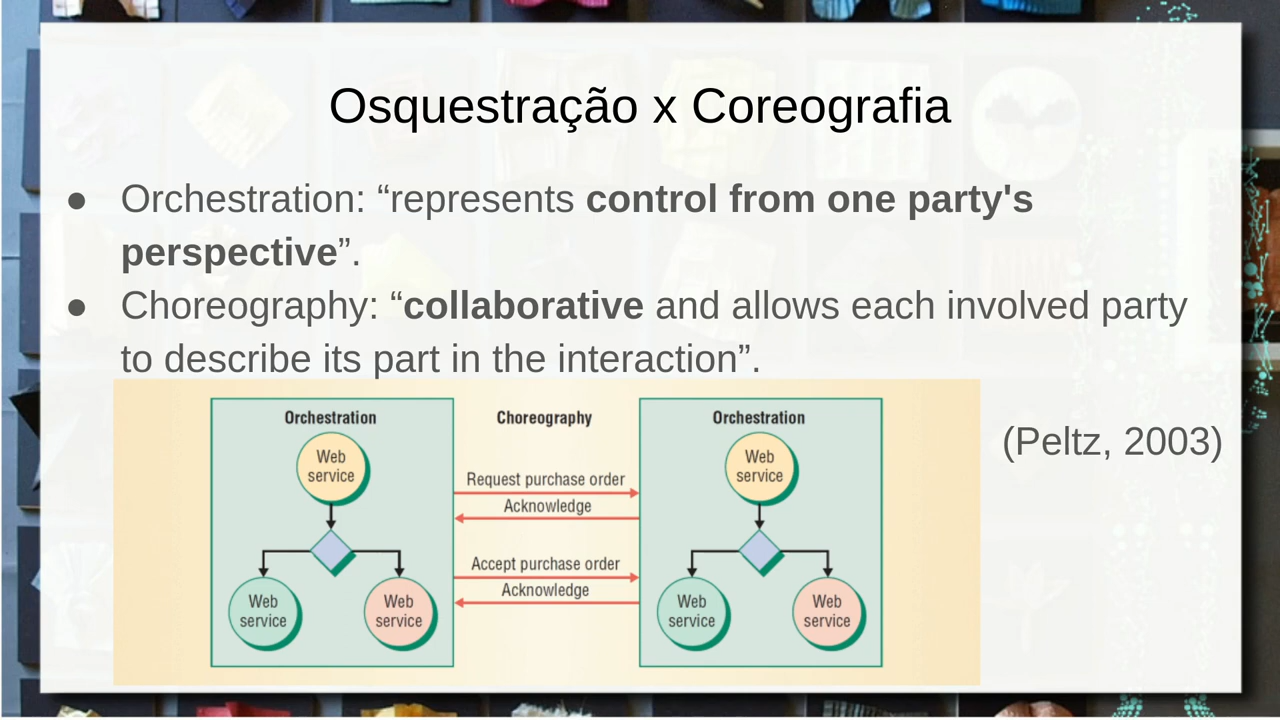 Osquestração x Coreografia
● Orchestration: “represents control from one party's
perspective”.
● Choreography: “collaborative and allows each involved party
to describe its part in the interaction”.
(Peltz, 2003)
Orchestration
Web
service
Web
service
Web
service
Choreography
Request purchase order
Acknowledge
Accept purchase order
Acknowledge
Orchestration
Web
service
Web
service
Web
service